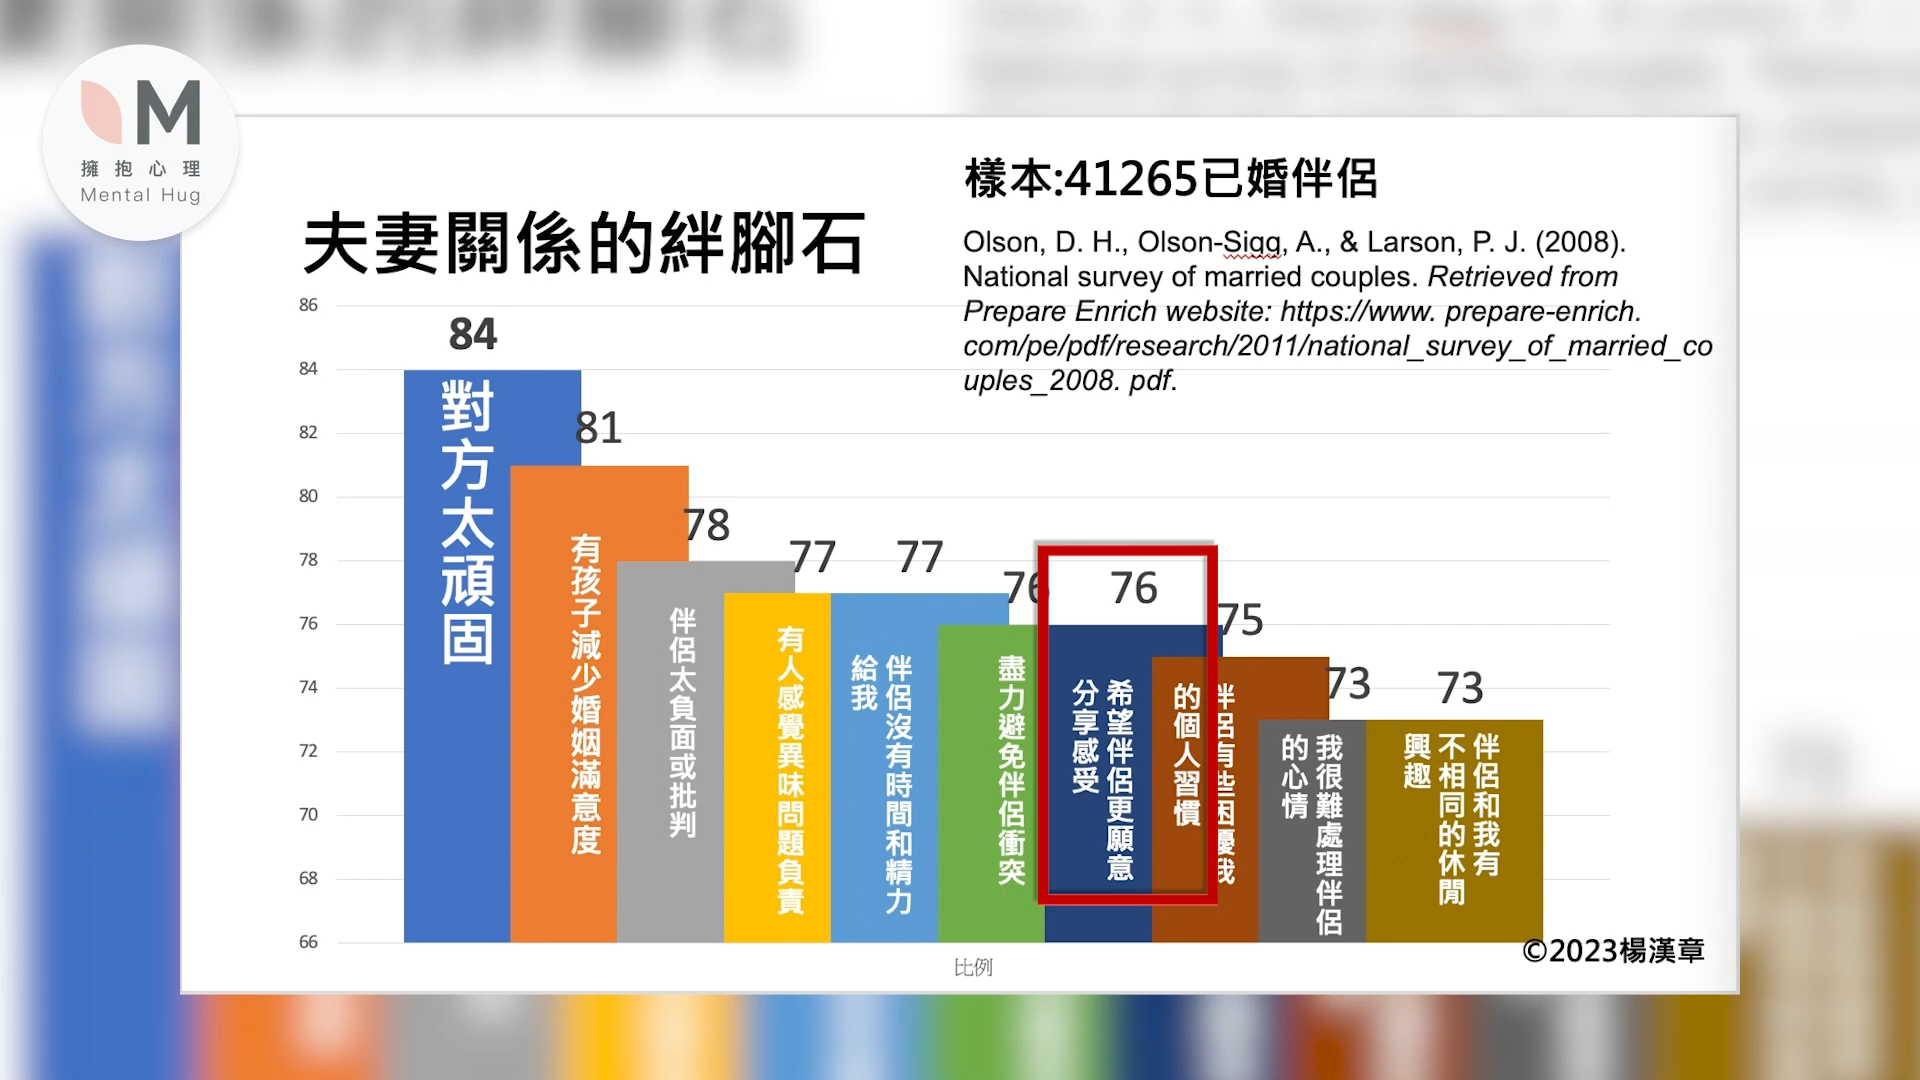 M
擁抱心理
Mental Hug
夫妻關係的絆腳石
樣本:41265已婚伴侶
Olson, D. H., Olson-Sigg, A., & Larson, P. J. (2008).
National survey of married couples. Retrieved from
Prepare Enrich website: https://www. prepare-enrich.
com/pe/pdf/research/2011/national_survey_of_married_co
uples_2008. pdf.
86
84
82
80
78
76
74
72
70
68
66
84
對方太頑固
81
有孩子減少婚姻滿意度
78
伴侶太負面或批判
77
有人感覺異味問題負責
77
伴侶沒有時間和精力
給我
76
盡力避免伴侶衝突
76
希望伴侶更願意
分享感受
75
伴侶有些困擾我
的個人習慣
73
我很難處理伴侶
的心情
73
伴侶和我有
不相同的休閒
興趣
比例
©2023楊漢章